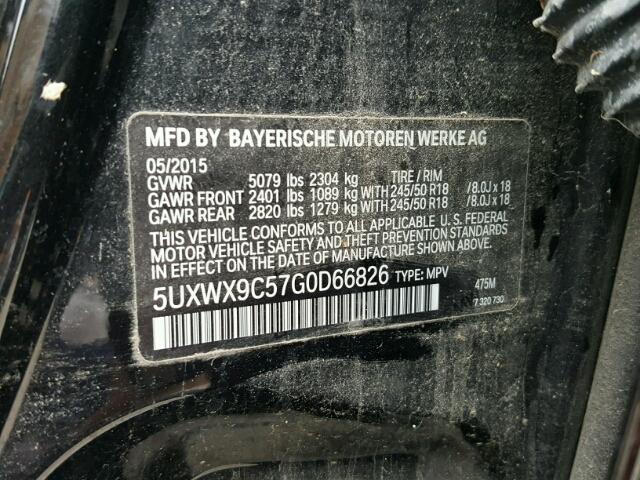 MFD BY BAYERISCHE MOTOREN WERKE AG
05/2015
GVWR 5079 lbs 2304 kg TIRE / RIM
GAWR FRONT 2401 lbs 1089 kg WITH 245/50 R18 / 8.0J x 18
GAWR REAR 2820 lbs 1279 kg WITH 245/50 R18 / 8.0J x 18
THIS VEHICLE CONFORMS TO ALL APPLICABLE U.S. FEDERAL
MOTOR VEHICLE SAFETY AND THEFT PREVENTION STANDARDS
IN EFFECT ON THE DATE OF MANUFACTURE SHOWN ABOVE.
5UXWX9C57G0D66826 TYPE: MPV 475M
7 320 730